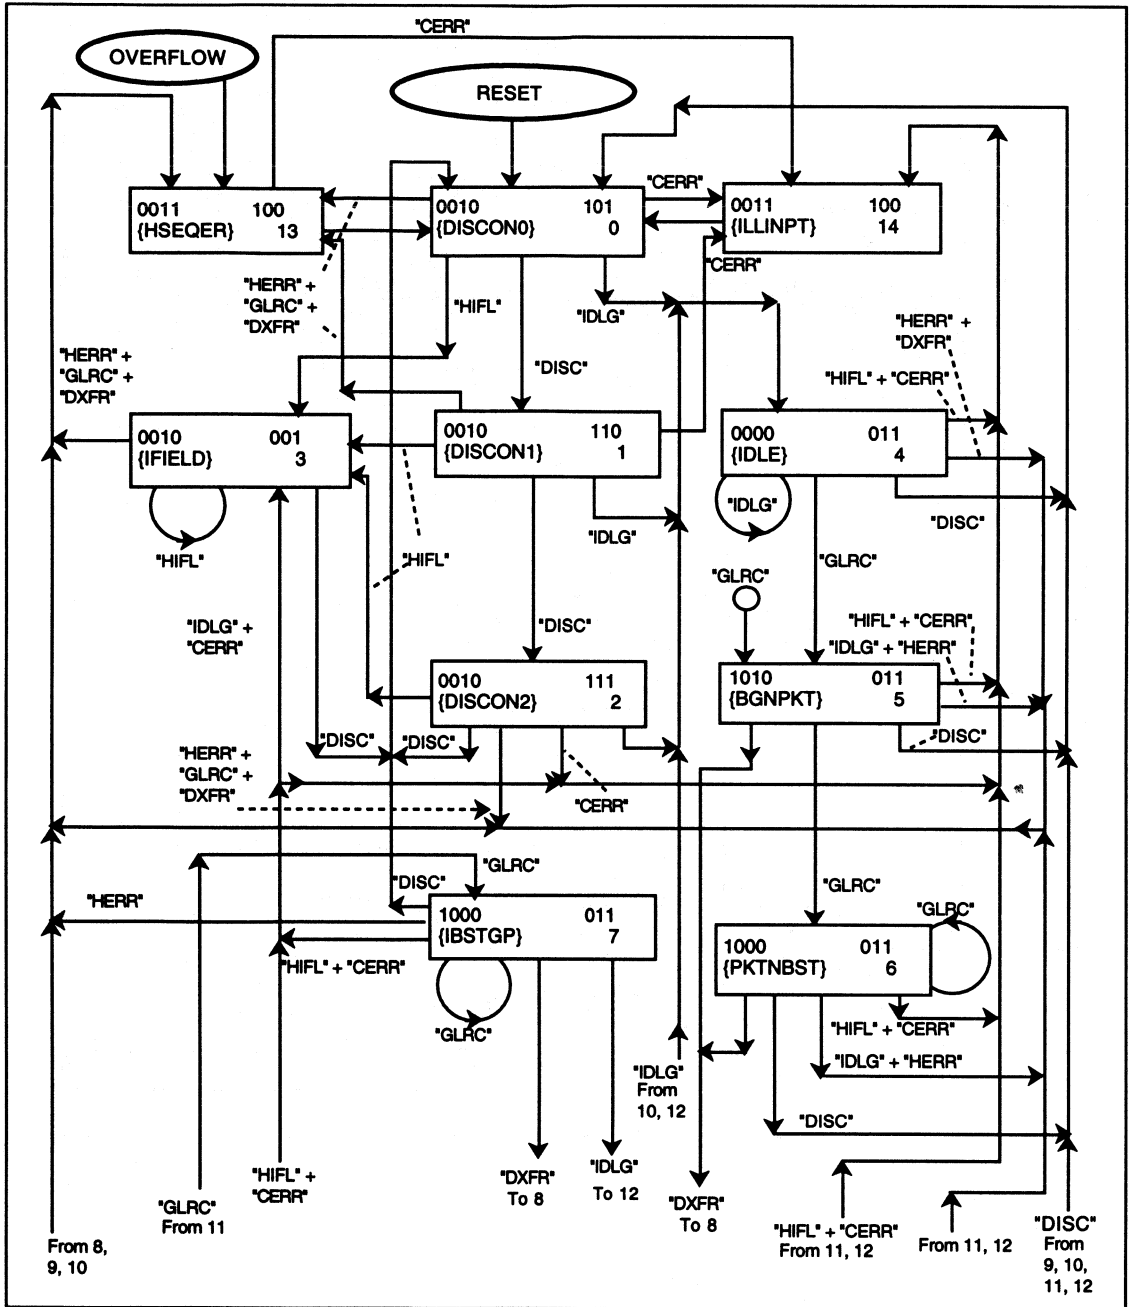 "CERR"
OVERFLOW
RESET
0011 100
{HSEQER} 13
0010 101
{DISCON0} 0
"CERR"
0011 100
{ILLINPT} 14
"CERR"
"HERR" +
"GLRC" +
"DXFR"
"HIFL"
"IDLG"
"HERR" +
"DXFR"
"HERR" +
"GLRC" +
"DXFR"
"DISC"
"HIFL" + "CERR"
0010 001
{IFIELD} 3
0010 110
{DISCON1} 1
0000 011
{IDLE} 4
"IDLG"
"DISC"
"HIFL"
"HIFL"
"IDLG"
"GLRC"
"GLRC"
"IDLG" +
"CERR"
"DISC"
"HIFL" + "CERR"
"IDLG" + "HERR"
0010 111
{DISCON2} 2
1010 011
{BGNPKT} 5
"DISC"
"DISC"
"DISC"
"HERR" +
"GLRC" +
"DXFR"
"CERR"
"GLRC"
"DISC"
"GLRC"
"HERR"
"GLRC"
1000 011
{IBSTGP} 7
1000 011
{PKTNBST} 6
"HIFL" + "CERR"
"GLRC"
"HIFL" + "CERR"
"IDLG" + "HERR"
"IDLG"
From
10, 12
"DISC"
"HIFL" +
"CERR"
"DXFR"
To 8
"IDLG"
To 12
"GLRC"
From 11
"DXFR"
To 8
"HIFL" + "CERR"
From 11, 12
From 11, 12
"DISC"
From
9, 10,
11, 12
From 8,
9, 10